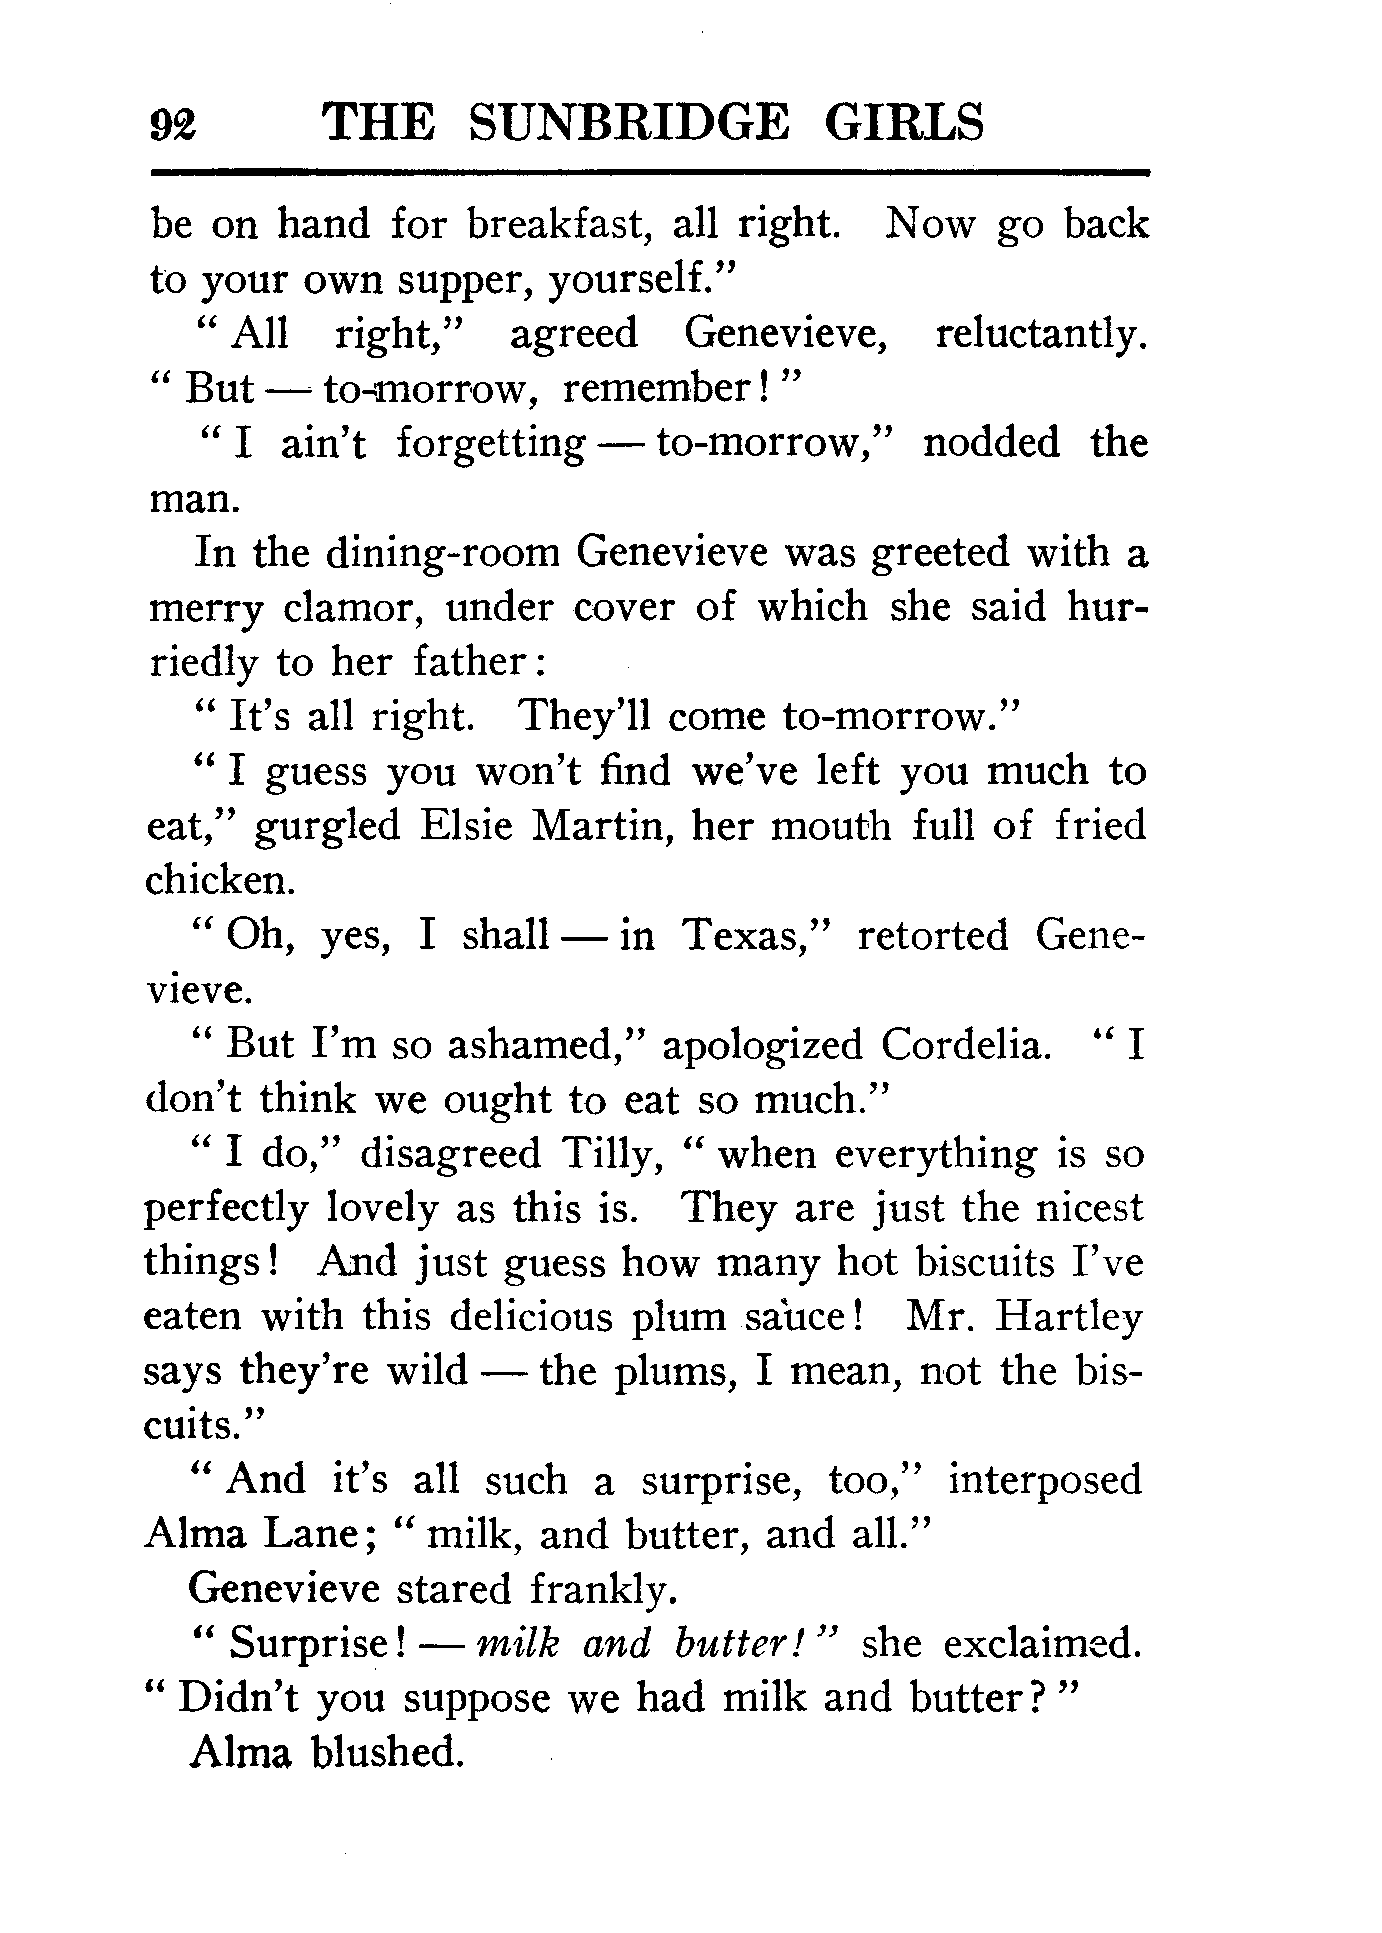 92 THE SUNBRIDGE GIRLS
be on hand for breakfast, all right. Now go back
to your own supper, yourself."
" All right," agreed Genevieve, reluctantly.
" But — to-morrow, remember! "
" I ain't forgetting — to-morrow," nodded the
man.
In the dining-room Genevieve was greeted with a
merry clamor, under cover of which she said hur-
riedly to her father:
" It's all right. They'll come to-morrow."
" I guess you won't find we've left you much to
eat," gurgled Elsie Martin, her mouth full of fried
chicken.
" Oh, yes, I shall — in Texas," retorted Gene-
vieve.
" But I'm so ashamed," apologized Cordelia. " I
don't think we ought to eat so much."
" I do," disagreed Tilly, " when everything is so
perfectly lovely as this is. They are just the nicest
things! And just guess how many hot biscuits I've
eaten with this delicious plum sauce! Mr. Hartley
says they're wild — the plums, I mean, not the bis-
cuits."
" And it's all such a surprise, too," interposed
Alma Lane; " milk, and butter, and all."
Genevieve stared frankly.
" Surprise! — milk and butter! " she exclaimed.
" Didn't you suppose we had milk and butter? "
Alma blushed.